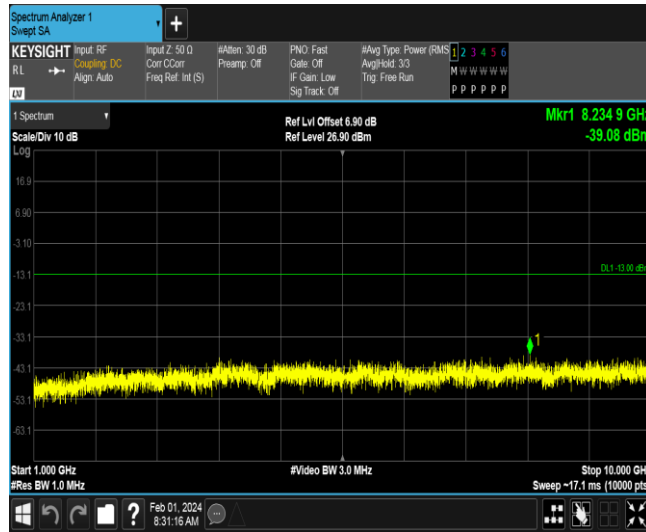 Spectrum Analyzer 1
Swept SA
KEYSIGHT
RL
LXI
Input: RF
Coupling: DC
Align: Auto
Input Z: 50 Ω
Corr CCorr
Freq Ref: Int (S)
#Atten: 30 dB
Preamp: Off
PNO: Fast
Gate: Off
IF Gain: Low
Sig Track: Off
#Avg Type: Power (RMS
Avg|Hold: 3/3
Trig: Free Run
1 2 3 4 5 6
M W W W W W
P P P P P P
1 Spectrum
Scale/Div 10 dB
Log
Ref Lvl Offset 6.90 dB
Ref Level 26.90 dBm
Mkr1 8.234 9 GHz
-39.08 dBm
16.9
6.90
-3.10
-13.1
DL1 -13.00 dBm
-23.1
-33.1
1
-43.1
-53.1
-63.1
Start 1.000 GHz
#Video BW 3.0 MHz
Stop 10.000 GHz
#Res BW 1.0 MHz
Sweep ~17.1 ms (10000 pts
?
Feb 01, 2024
8:31:16 AM